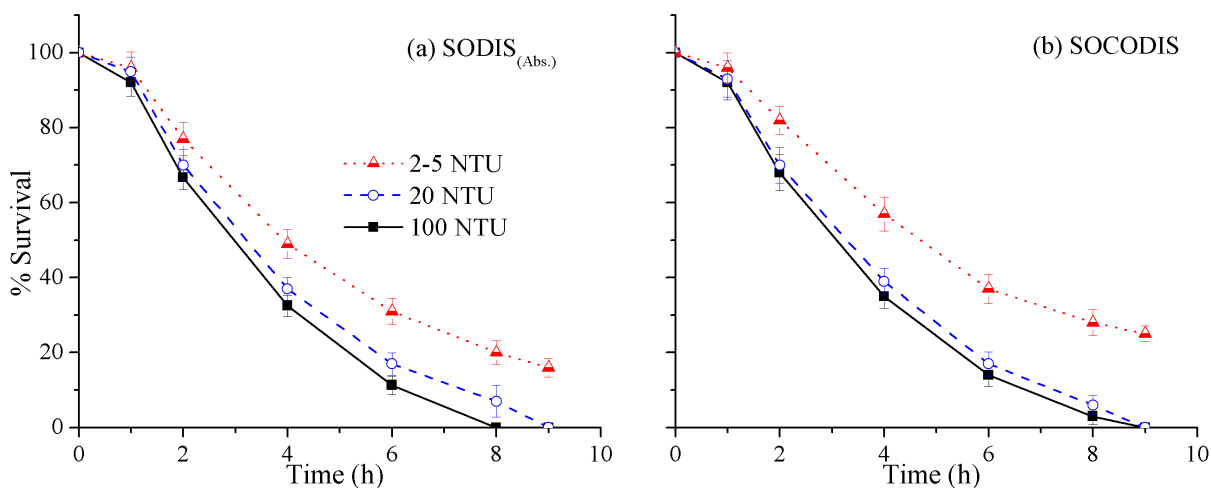 (a) SODIS(Abs.)
% Survival
100
80
60
40
20
0
2-5 NTU
20 NTU
100 NTU
0 2 4 6 8 10
Time (h)
(b) SOCODIS
0 2 4 6 8 10
Time (h)